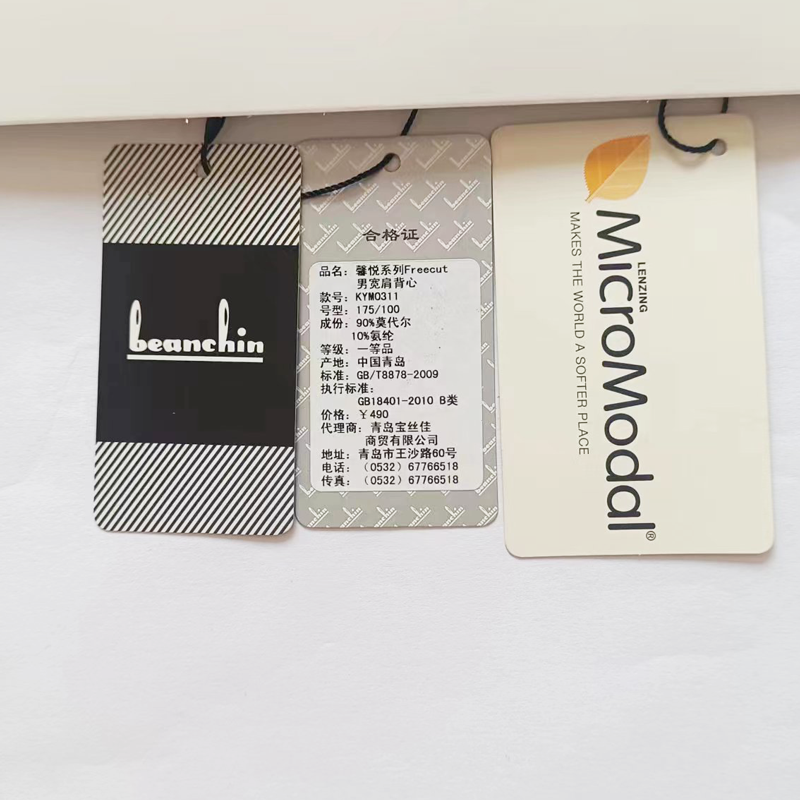 beanchin
合格证
品名：馨悦系列Freecut
男宽肩背心
款号：KYM0311
号型：175/100
成份：90%莫代尔
10%氨纶
等级：一等品
产地：中国青岛
标准：GB/T8878-2009
执行标准：
GB18401-2010 B类
价格：￥490
代理商：青岛宝丝佳
商贸有限公司
地址：青岛市王沙路60号
电话：（0532）67766518
传真：（0532）67766518
LENZING
MicroModal®
MAKES THE WORLD A SOFTER PLACE